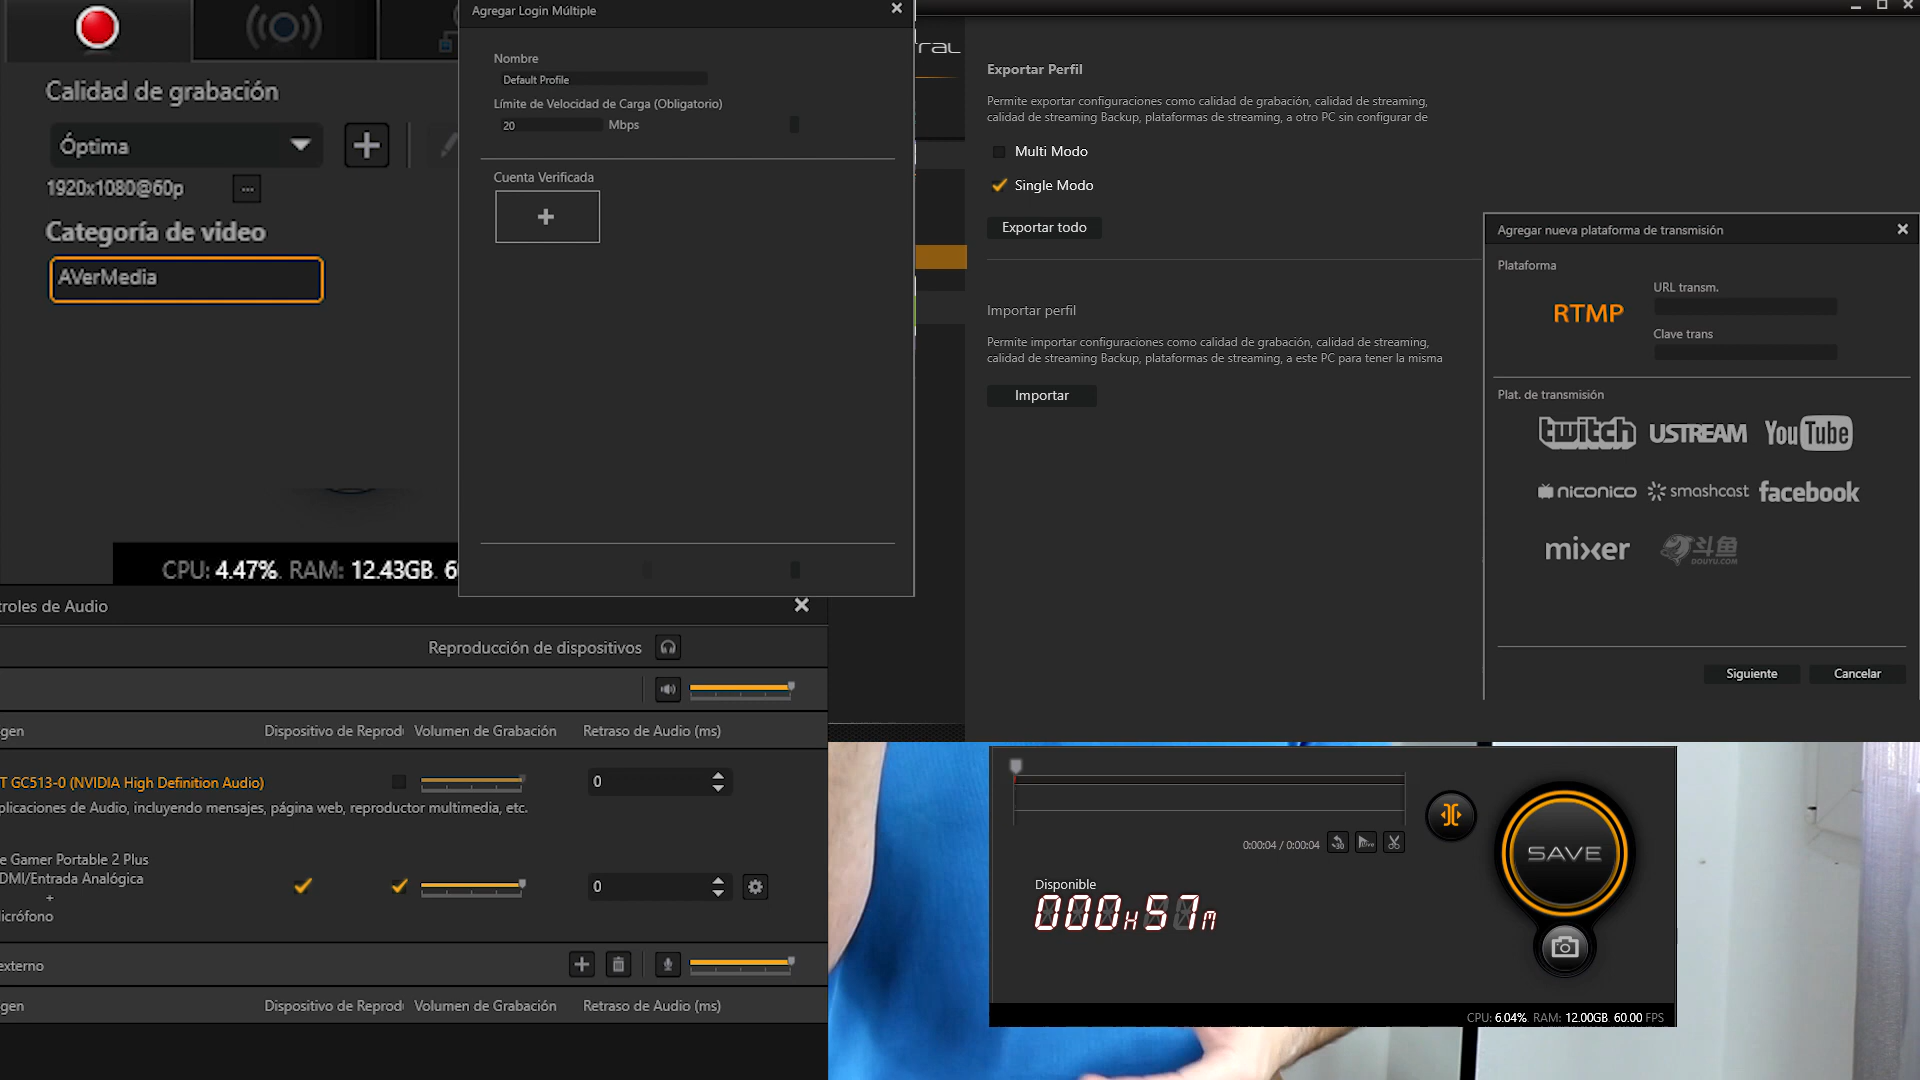 Calidad de grabación
Óptima
1920x1080@60p
...
Categoría de video
AVerMedia
CPU: 4.47%. RAM: 12.43GB. 6
Agregar Login Múltiple
Nombre
Default Profile
Límite de Velocidad de Carga (Obligatorio)
20 Mbps
Cuenta Verificada
+
ral
Exportar Perfil
Permite exportar configuraciones como calidad de grabación, calidad de streaming,
calidad de streaming Backup, plataformas de streaming, a otro PC sin configurar de
Multi Modo
Single Modo
Exportar todo
Importar perfil
Permite importar configuraciones como calidad de grabación, calidad de streaming,
calidad de streaming Backup, plataformas de streaming, a este PC para tener la misma
Importar
Agregar nueva plataforma de transmisión
Plataforma
RTMP
URL transm.
Clave trans
Plat. de transmisión
twitch USTREAM YouTube
niconico smashcast facebook
mixer 斗鱼
DOUYU.COM
Siguiente Cancelar
troles de Audio
Reproducción de dispositivos
gen Dispositivo de Reprod Volumen de Grabación Retraso de Audio (ms)
T GC513-0 (NVIDIA High Definition Audio) 0
plicaciones de Audio, incluyendo mensajes, página web, reproductor multimedia, etc.
e Gamer Portable 2 Plus
DMI/Entrada Analógica 0
+
icrófono
externo
gen Dispositivo de Reprod Volumen de Grabación Retraso de Audio (ms)
0:00:04 / 0:00:04
Disponible
000H57M
SAVE
CPU: 6.04%. RAM: 12.00GB 60.00 FPS